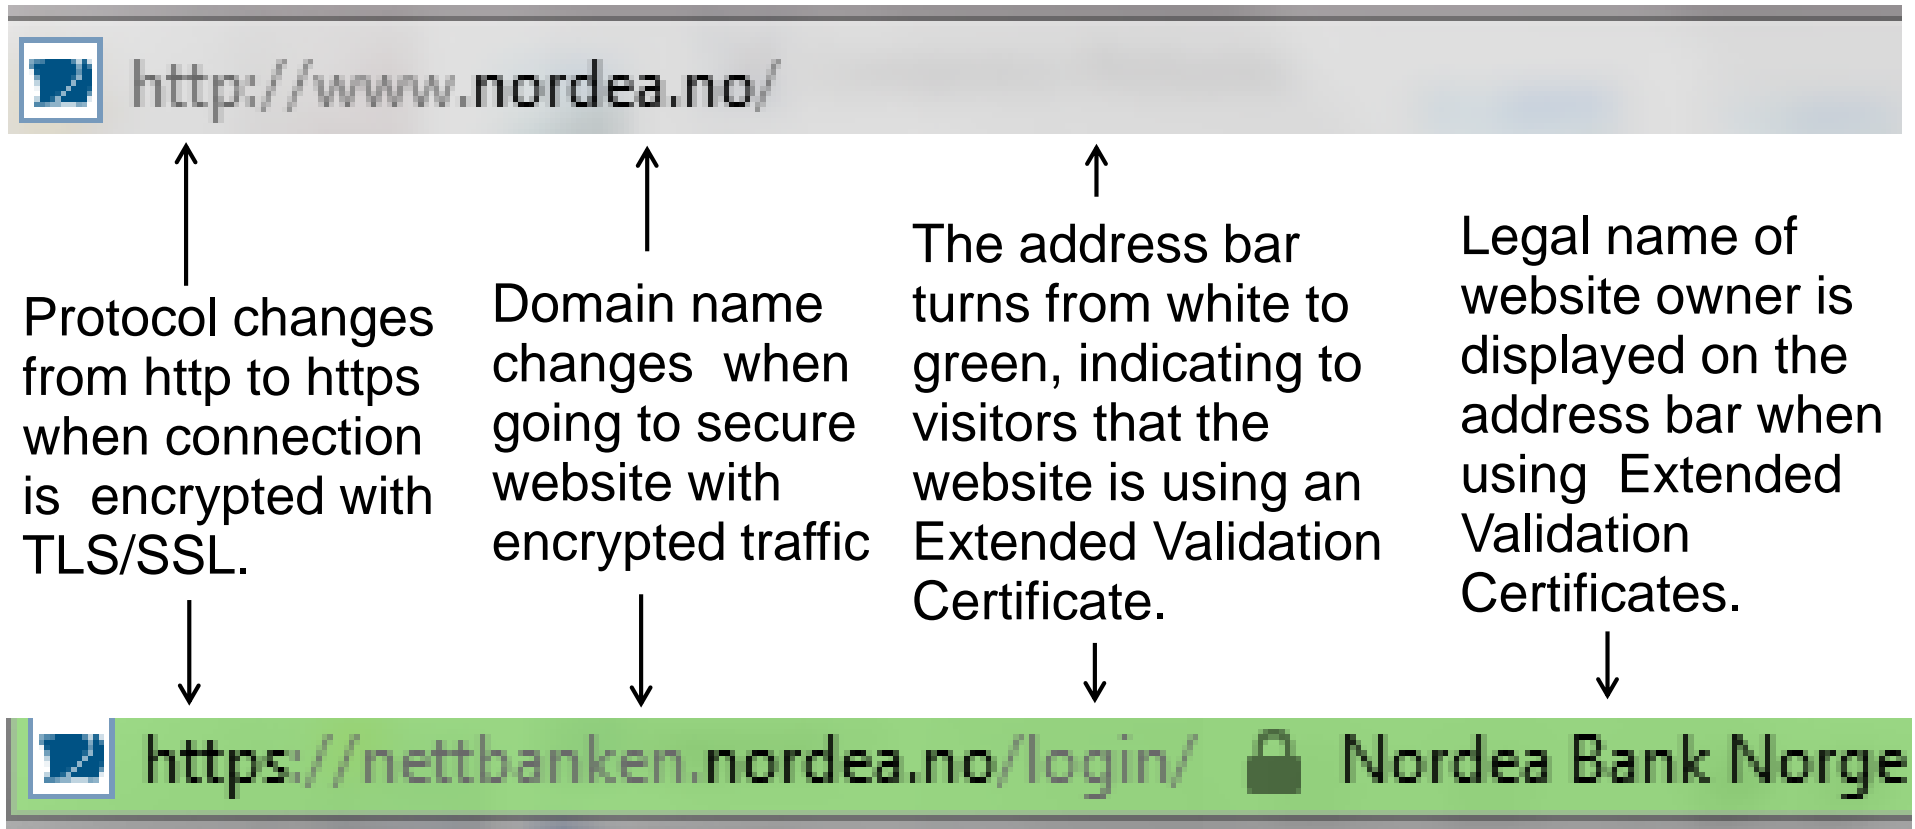 http://www.nordea.no/
Protocol changes
from http to https
when connection
is  encrypted with
TLS/SSL.
Domain name
changes  when
going to secure
website with
encrypted traffic
The address bar
turns from white to
green, indicating to
visitors that the
website is using an
Extended Validation
Certificate.
Legal name of
website owner is
displayed on the
address bar when
using  Extended
Validation
Certificates.
https://nettbanken.nordea.no/login/ Nordea Bank Norge